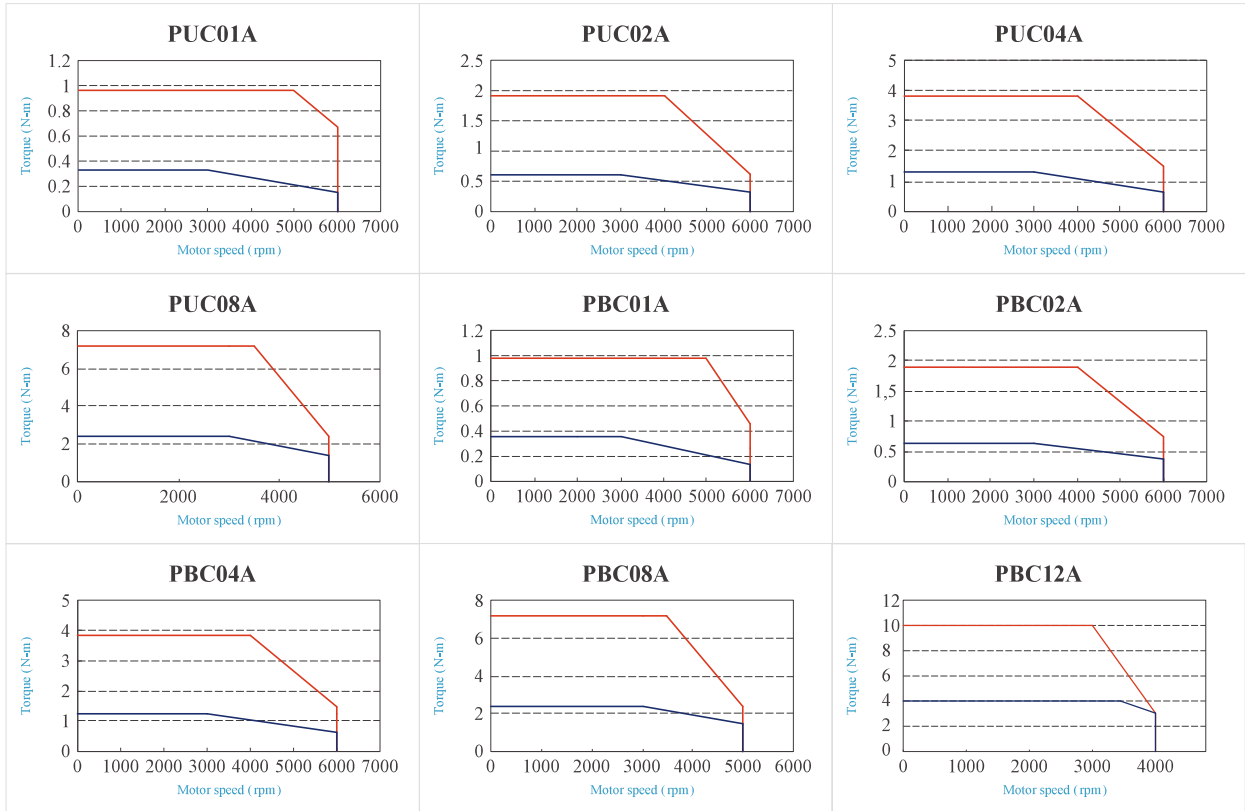 PUC01A
1.2
1
0.8
0.6
0.4
0.2
0
Torque (N-m)
0 1000 2000 3000 4000 5000 6000 7000
Motor speed (rpm)
PUC02A
2.5
2
1.5
1
0.5
0
Torque (N-m)
0 1000 2000 3000 4000 5000 6000 7000
Motor speed (rpm)
PUC04A
5
4
3
2
1
0
Torque (N-m)
0 1000 2000 3000 4000 5000 6000 7000
Motor speed (rpm)
PUC08A
8
6
4
2
0
Torque (N-m)
0 2000 4000 6000
Motor speed (rpm)
PBC01A
1.2
1
0.8
0.6
0.4
0.2
0
Torque (N-m)
0 1000 2000 3000 4000 5000 6000 7000
Motor speed (rpm)
PBC02A
2.5
2
1,5
1
0.5
0
Torque (N-m)
0 1000 2000 3000 4000 5000 6000 7000
Motor speed (rpm)
PBC04A
5
4
3
2
1
0
Torque (N-m)
0 1000 2000 3000 4000 5000 6000 7000
Motor speed (rpm)
PBC08A
8
6
4
2
0
Torque (N-m)
0 1000 2000 3000 4000 5000 6000
Motor speed (rpm)
PBC12A
12
10
8
6
4
2
0
Torque (N-m)
0 1000 2000 3000 4000
Motor speed (rpm)